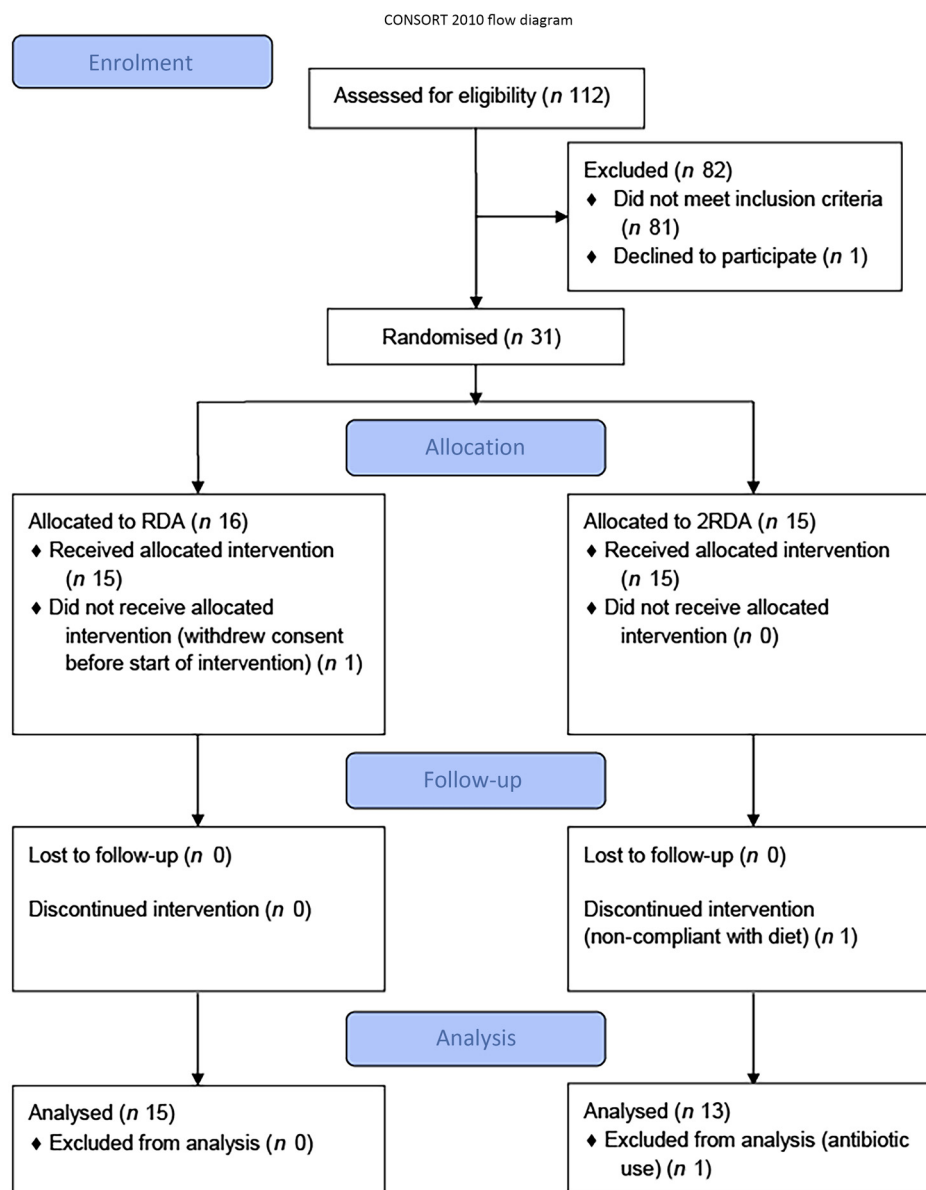 CONSORT 2010 flow diagram
Enrolment
Assessed for eligibility (n 112)
Excluded (n 82)
♦ Did not meet inclusion criteria
(n 81)
♦ Declined to participate (n 1)
Randomised (n 31)
Allocation
Allocated to RDA (n 16)
♦ Received allocated intervention
(n 15)
♦ Did not receive allocated
intervention (withdrew consent
before start of intervention) (n 1)
Allocated to 2RDA (n 15)
♦ Received allocated intervention
(n 15)
♦ Did not receive allocated
intervention (n 0)
Follow-up
Lost to follow-up (n 0)
Discontinued intervention (n 0)
Lost to follow-up (n 0)
Discontinued intervention
(non-compliant with diet) (n 1)
Analysis
Analysed (n 15)
♦ Excluded from analysis (n 0)
Analysed (n 13)
♦ Excluded from analysis (antibiotic
use) (n 1)